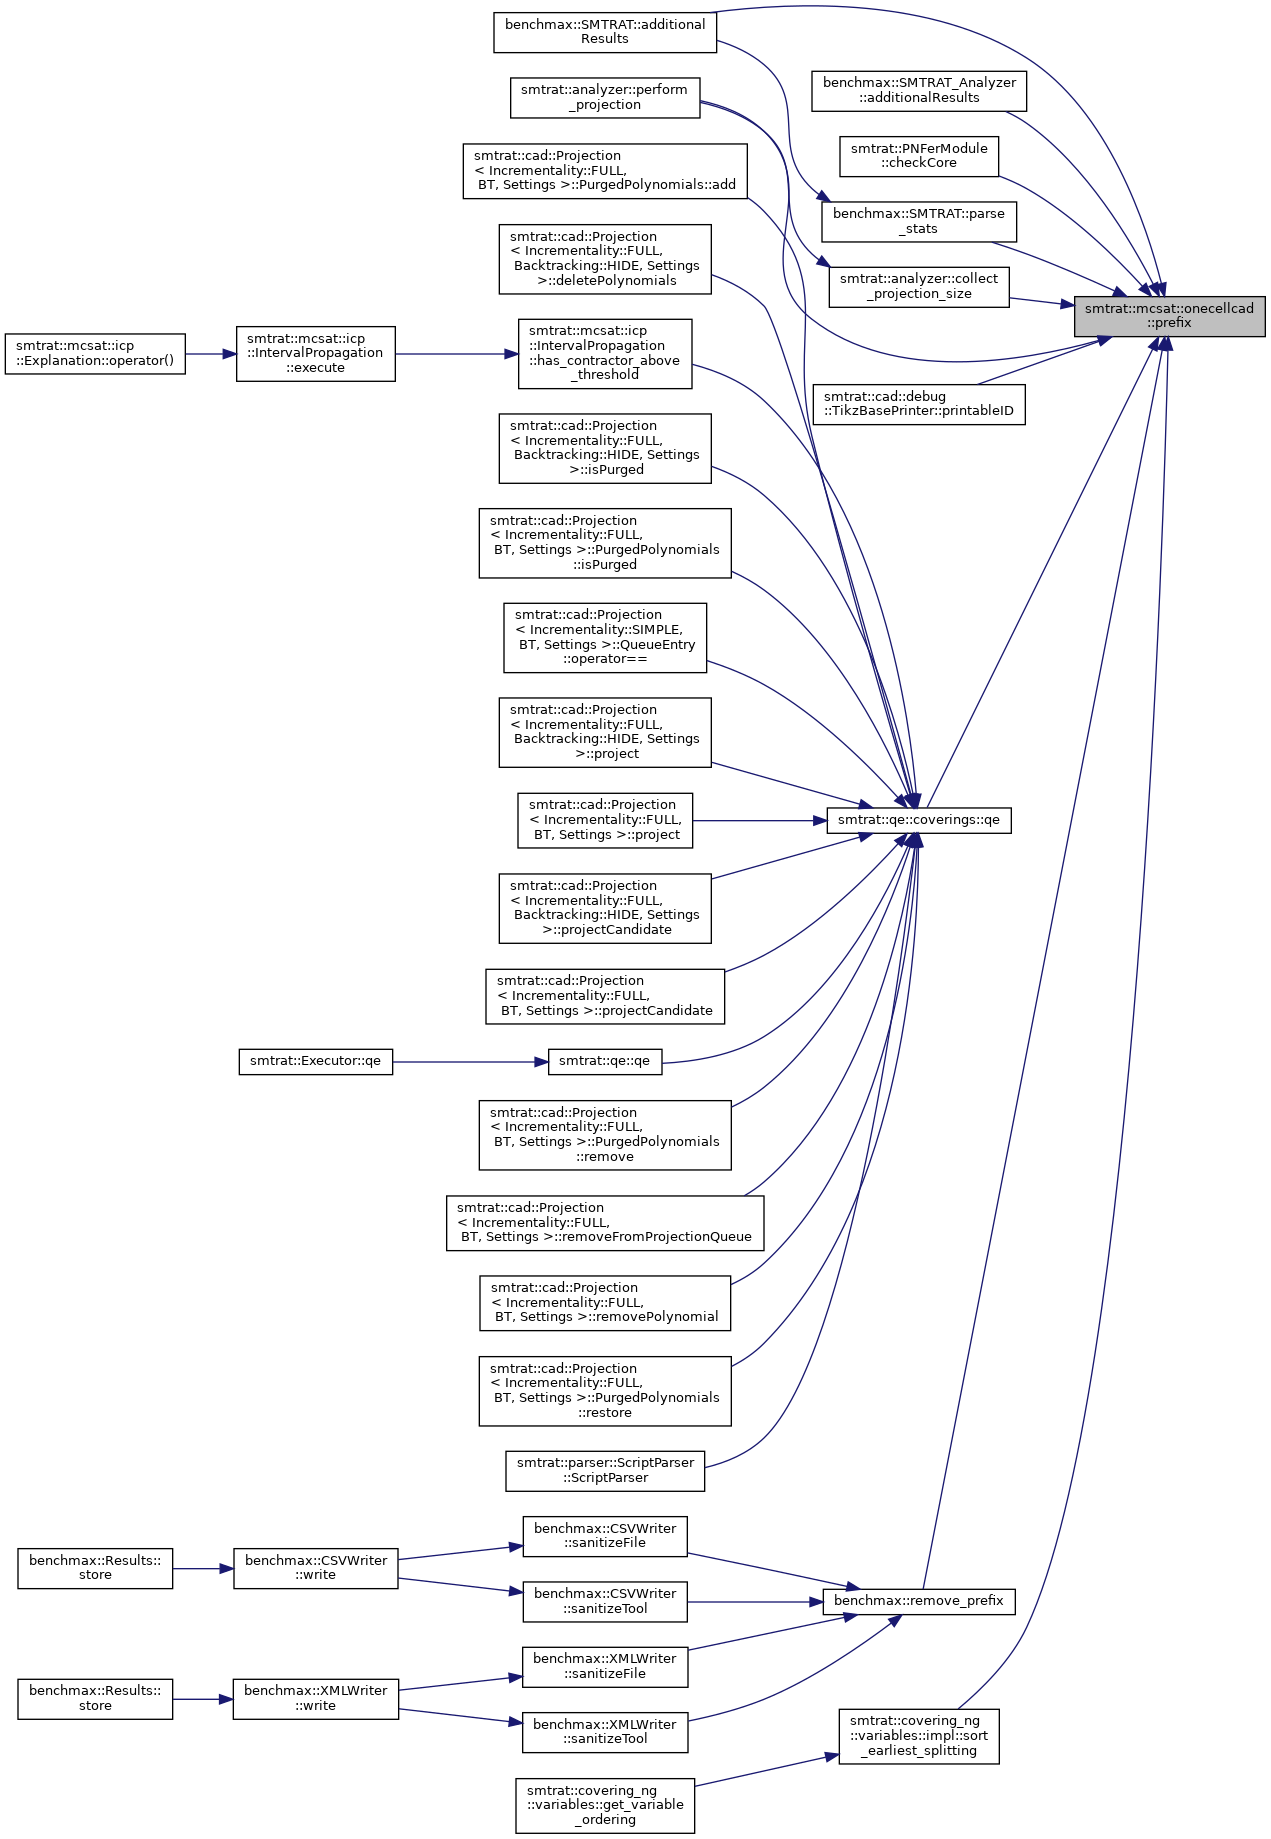 benchmax::SMTRAT::additional
Results
benchmax::SMTRAT_Analyzer
::additionalResults
smtrat::analyzer::perform
_projection
smtrat::PNFerModule
::checkCore
smtrat::cad::Projection
< Incrementality::FULL,
BT, Settings >::PurgedPolynomials::add
benchmax::SMTRAT::parse
_stats
smtrat::cad::Projection
< Incrementality::FULL,
Backtracking::HIDE, Settings
>::deletePolynomials
smtrat::analyzer::collect
_projection_size
smtrat::mcsat::onecellcad
::prefix
smtrat::mcsat::icp
::Explanation::operator()
smtrat::mcsat::icp
::IntervalPropagation
::execute
smtrat::mcsat::icp
::IntervalPropagation
::has_contractor_above
_threshold
smtrat::cad::debug
::TikzBasePrinter::printableID
smtrat::cad::Projection
< Incrementality::FULL,
Backtracking::HIDE, Settings
>::isPurged
smtrat::cad::Projection
< Incrementality::FULL,
BT, Settings >::PurgedPolynomials
::isPurged
smtrat::cad::Projection
< Incrementality::SIMPLE,
BT, Settings >::QueueEntry
::operator==
smtrat::cad::Projection
< Incrementality::FULL,
Backtracking::HIDE, Settings
>::project
smtrat::cad::Projection
< Incrementality::FULL,
BT, Settings >::project
smtrat::qe::coverings::qe
smtrat::cad::Projection
< Incrementality::FULL,
Backtracking::HIDE, Settings
>::projectCandidate
smtrat::cad::Projection
< Incrementality::FULL,
BT, Settings >::projectCandidate
smtrat::Executor::qe
smtrat::qe::qe
smtrat::cad::Projection
< Incrementality::FULL,
BT, Settings >::PurgedPolynomials
::remove
smtrat::cad::Projection
< Incrementality::FULL,
BT, Settings >::removeFromProjectionQueue
smtrat::cad::Projection
< Incrementality::FULL,
BT, Settings >::removePolynomial
smtrat::cad::Projection
< Incrementality::FULL,
BT, Settings >::PurgedPolynomials
::restore
smtrat::parser::ScriptParser
::ScriptParser
benchmax::CSVWriter
::sanitizeFile
benchmax::Results::
store
benchmax::CSVWriter
::write
benchmax::CSVWriter
::sanitizeTool
benchmax::remove_prefix
benchmax::XMLWriter
::sanitizeFile
benchmax::Results::
store
benchmax::XMLWriter
::write
benchmax::XMLWriter
::sanitizeTool
smtrat::covering_ng
::variables::impl::sort
_earliest_splitting
smtrat::covering_ng
::variables::get_variable
_ordering